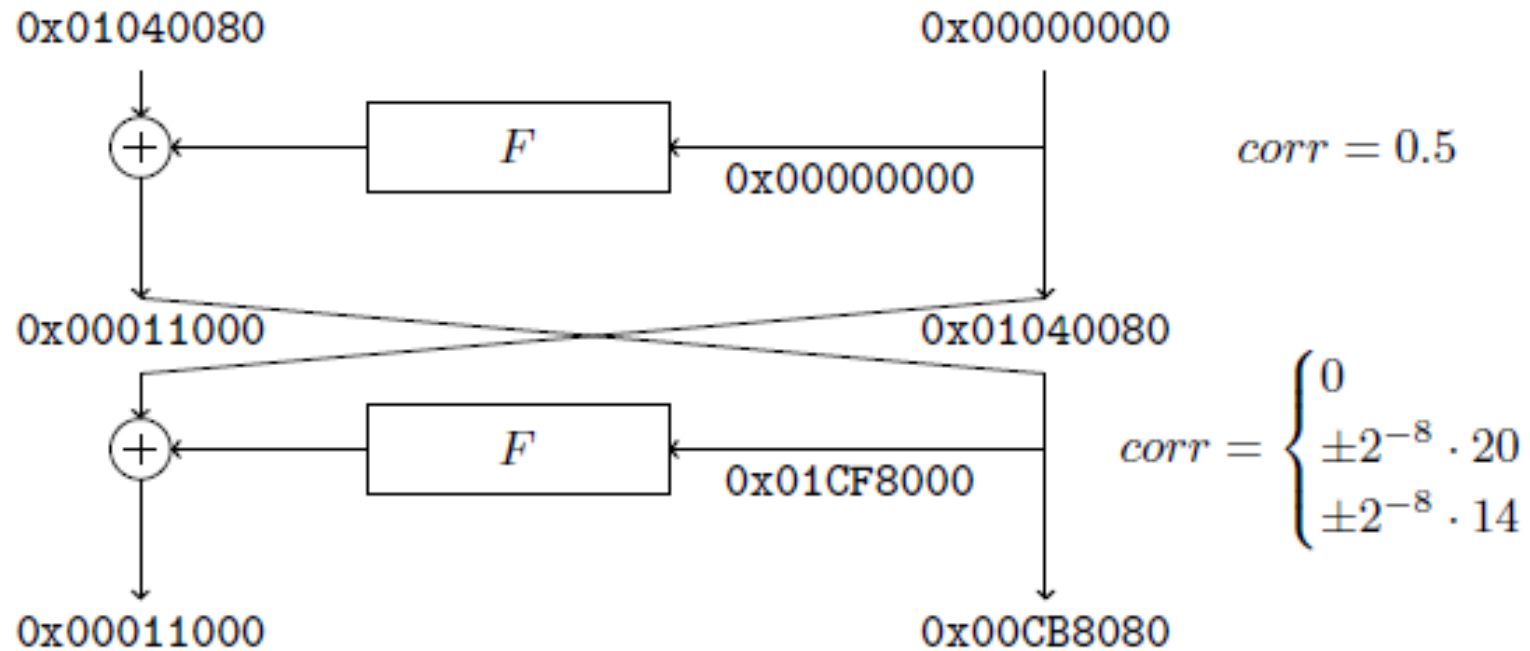 0x01040080 0x00000000
+ F corr = 0.5
0x00000000
0x00011000 0x01040080
0
+ F corr = { ±2⁻⁸ · 20
0x01CF8000
±2⁻⁸ · 14
0x00011000 0x00CB8080